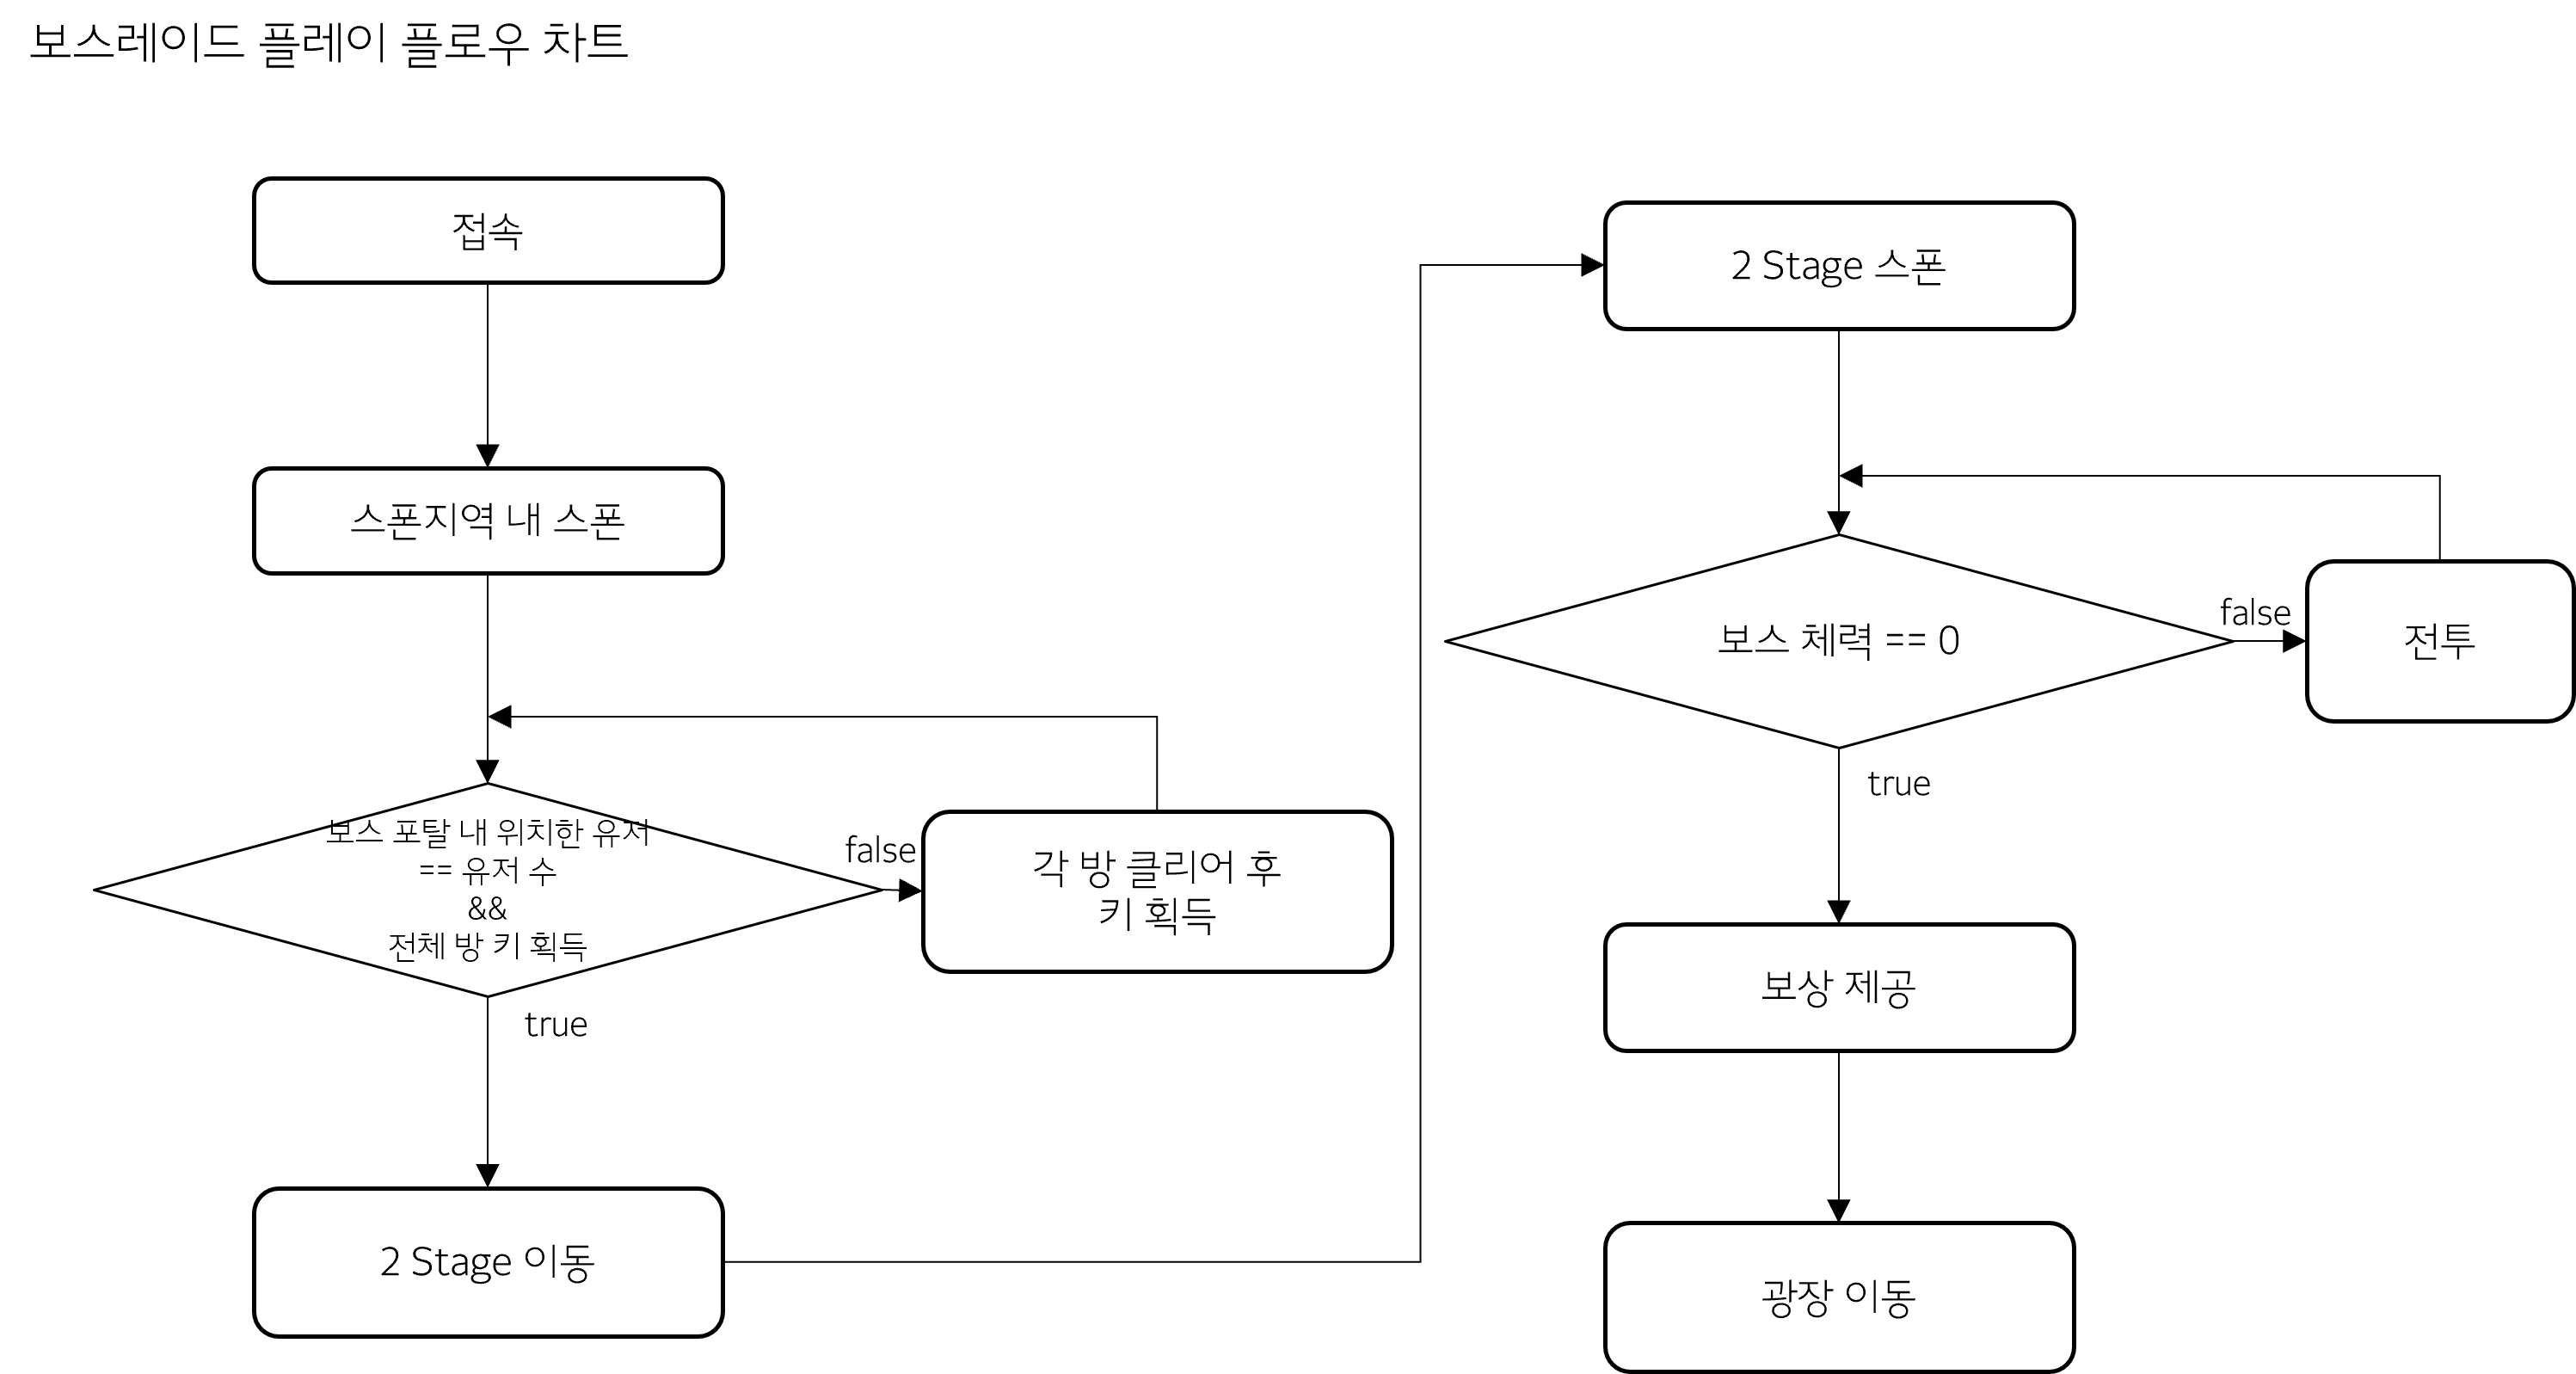 보스레이드 플레이 플로우 차트
접속
스폰지역 내 스폰
보스 포탈 내 위치한 유저
== 유저 수
&&
전체 방 키 획득
false
각 방 클리어 후
키 획득
true
2 Stage 이동
2 Stage 스폰
보스 체력 == 0
false
전투
true
보상 제공
광장 이동